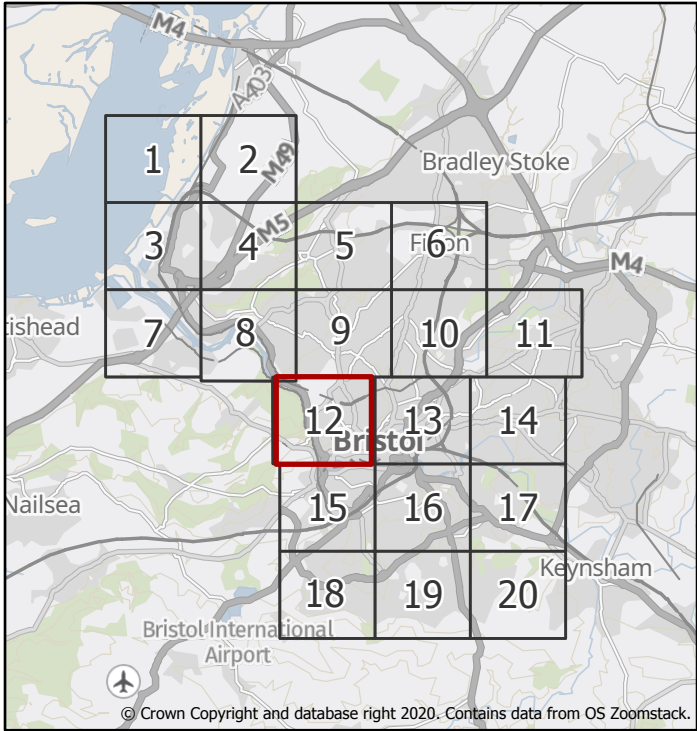 M4
A403
1
2
M49
Bradley Stoke
M5
3
4
5
6
Filton
M4
tishead
7
8
9
10
11
12
13
14
Bristol
Nailsea
15
16
17
Keynsham
18
19
20
Bristol International
Airport
© Crown Copyright and database right 2020. Contains data from OS Zoomstack.